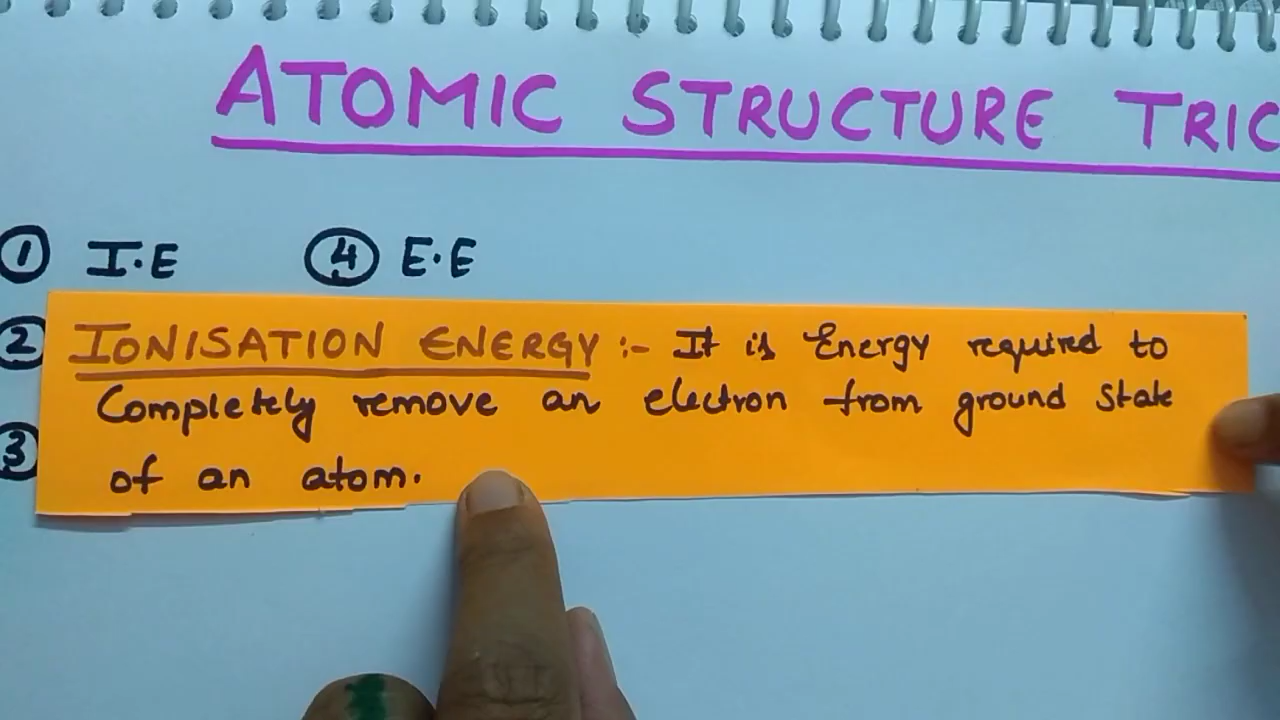 ATOMIC STRUCTURE TRIC
① I.E ④ E.E
② IONISATION ENERGY :- It is Energy required to
Completely remove an electron from ground state
③ of an atom.